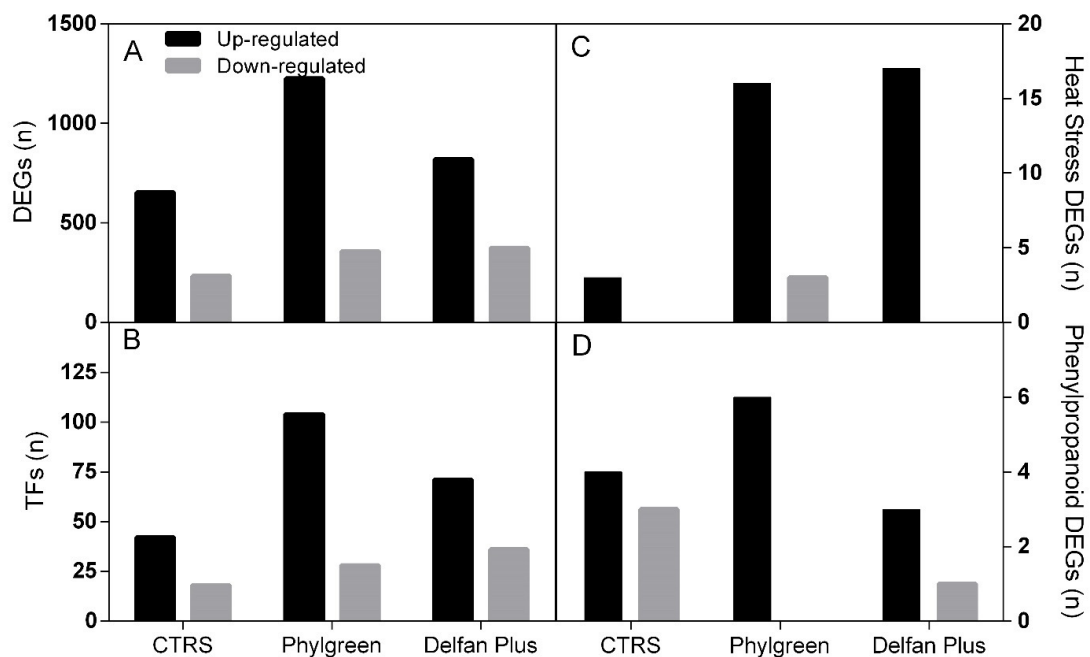 A
Up-regulated
Down-regulated
DEGs (n)
1500
1000
500
0
C
Heat Stress DEGs (n)
20
15
10
5
0
B
TFs (n)
125
100
75
50
25
0
CTRS
Phylgreen
Delfan Plus
D
Phenylpropanoid DEGs (n)
6
4
2
0
CTRS
Phylgreen
Delfan Plus